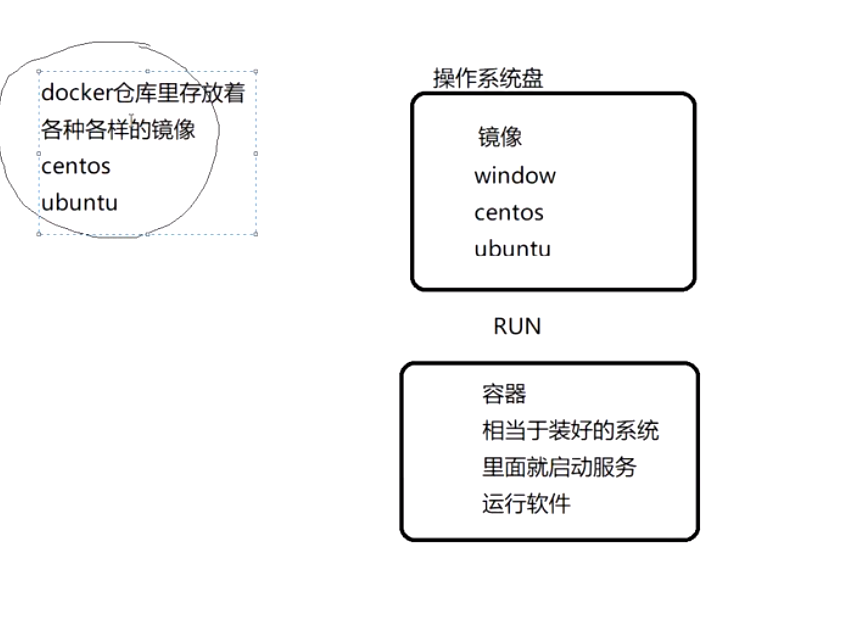 docker仓库里存放着
各种各样的镜像
centos
ubuntu
操作系统盘
镜像
window
centos
ubuntu
RUN
容器
相当于装好的系统
里面就启动服务
运行软件